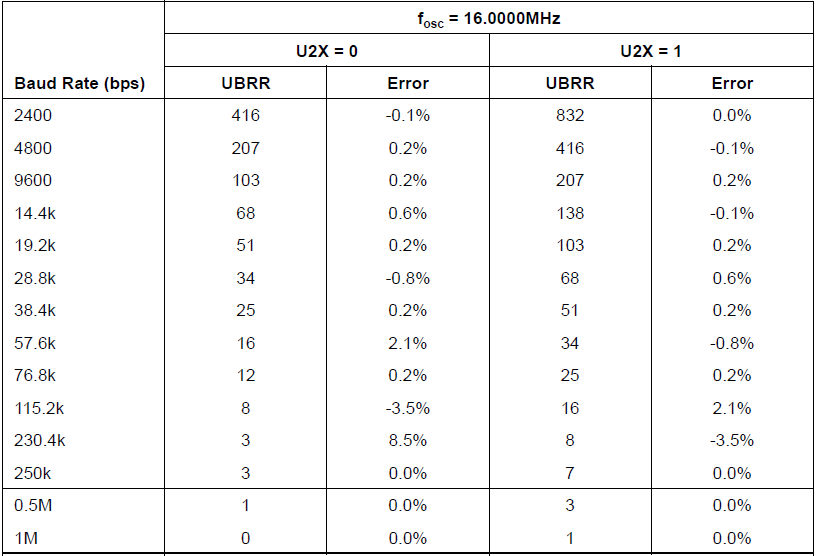 f_osc = 16.0000MHz
U2X = 0 U2X = 1
Baud Rate (bps) UBRR Error UBRR Error
2400 416 -0.1% 832 0.0%
4800 207 0.2% 416 -0.1%
9600 103 0.2% 207 0.2%
14.4k 68 0.6% 138 -0.1%
19.2k 51 0.2% 103 0.2%
28.8k 34 -0.8% 68 0.6%
38.4k 25 0.2% 51 0.2%
57.6k 16 2.1% 34 -0.8%
76.8k 12 0.2% 25 0.2%
115.2k 8 -3.5% 16 2.1%
230.4k 3 8.5% 8 -3.5%
250k 3 0.0% 7 0.0%
0.5M 1 0.0% 3 0.0%
1M 0 0.0% 1 0.0%